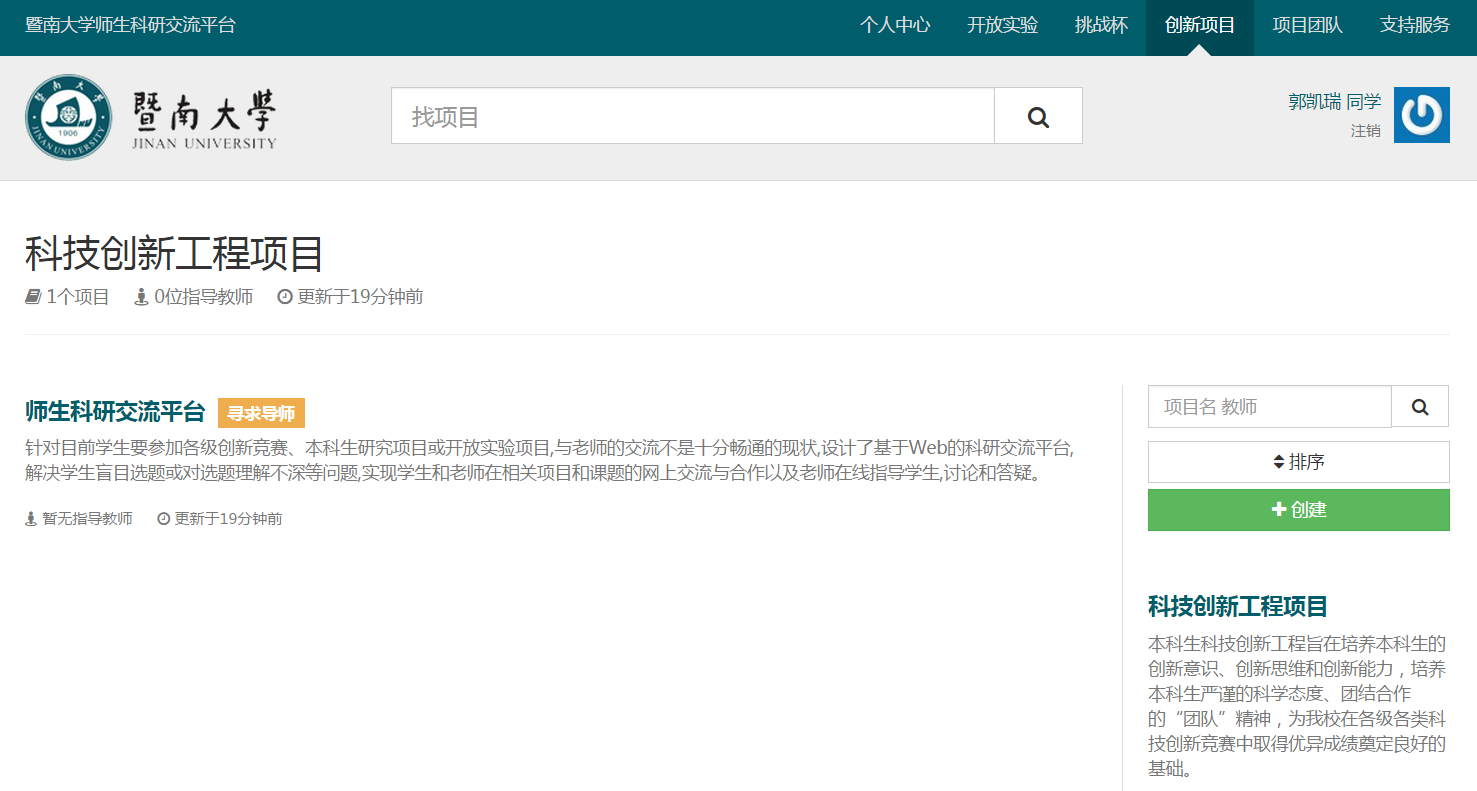 暨南大学师生科研交流平台
个人中心
开放实验
挑战杯
创新项目
项目团队
支持服务
暨南大学
JINAN UNIVERSITY
1906
JINAN UNIVERSITY
暨南大學
JINAN UNIVERSITY
找项目
郭凯瑞 同学
注销
科技创新工程项目
1个项目
0位指导教师
更新于19分钟前
师生科研交流平台
寻求导师
针对目前学生要参加各级创新竞赛、本科生研究项目或开放实验项目,与老师的交流不是十分畅通的现状,设计了基于Web的科研交流平台,
解决学生盲目选题或对选题理解不深等问题,实现学生和老师在相关项目和课题的网上交流与合作以及老师在线指导学生,讨论和答疑。
暂无指导教师
更新于19分钟前
项目名 教师
排序
创建
科技创新工程项目
本科生科技创新工程旨在培养本科生的
创新意识、创新思维和创新能力，培养
本科生严谨的科学态度、团结合作
的“团队”精神，为我校在各级各类科
技创新竞赛中取得优异成绩奠定良好的
基础。